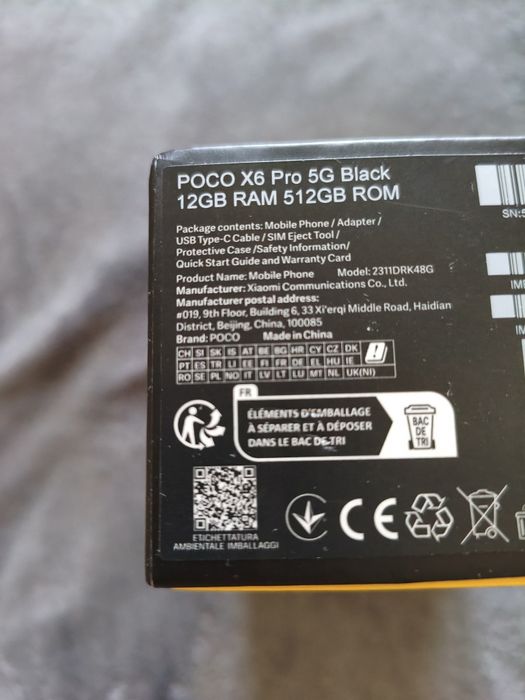 POCO X6 Pro 5G Black
12GB RAM 512GB ROM
SN:5
Package contents: Mobile Phone / Adapter /
USB Type-C Cable / SIM Eject Tool /
Protective Case /Safety Information/
Quick Start Guide and Warranty Card
Product Name: Mobile Phone Model: 2311DRK48G
IME
Manufacturer: Xiaomi Communications Co., Ltd.
Manufacturer postal address:
#019, 9th Floor, Building 6, 33 Xi'erqi Middle Road, Haidian
District, Beijing, China, 100085
IM
Brand: POCO Made in China
CH SI SK IS AT BE BG HR CY CZ DK
PT ES TR LI EE FI FR DE EL HU IE
RO SE PL NO IT LV LT LU MT NL UK(NI)
FR
ÉLÉMENTS D'EMBALLAGE
À SÉPARER ET À DÉPOSER
DANS LE BAC DE TRI
BAC
DE
TRI
ETICHETTATURA
AMBIENTALE IMBALLAGGI
CE